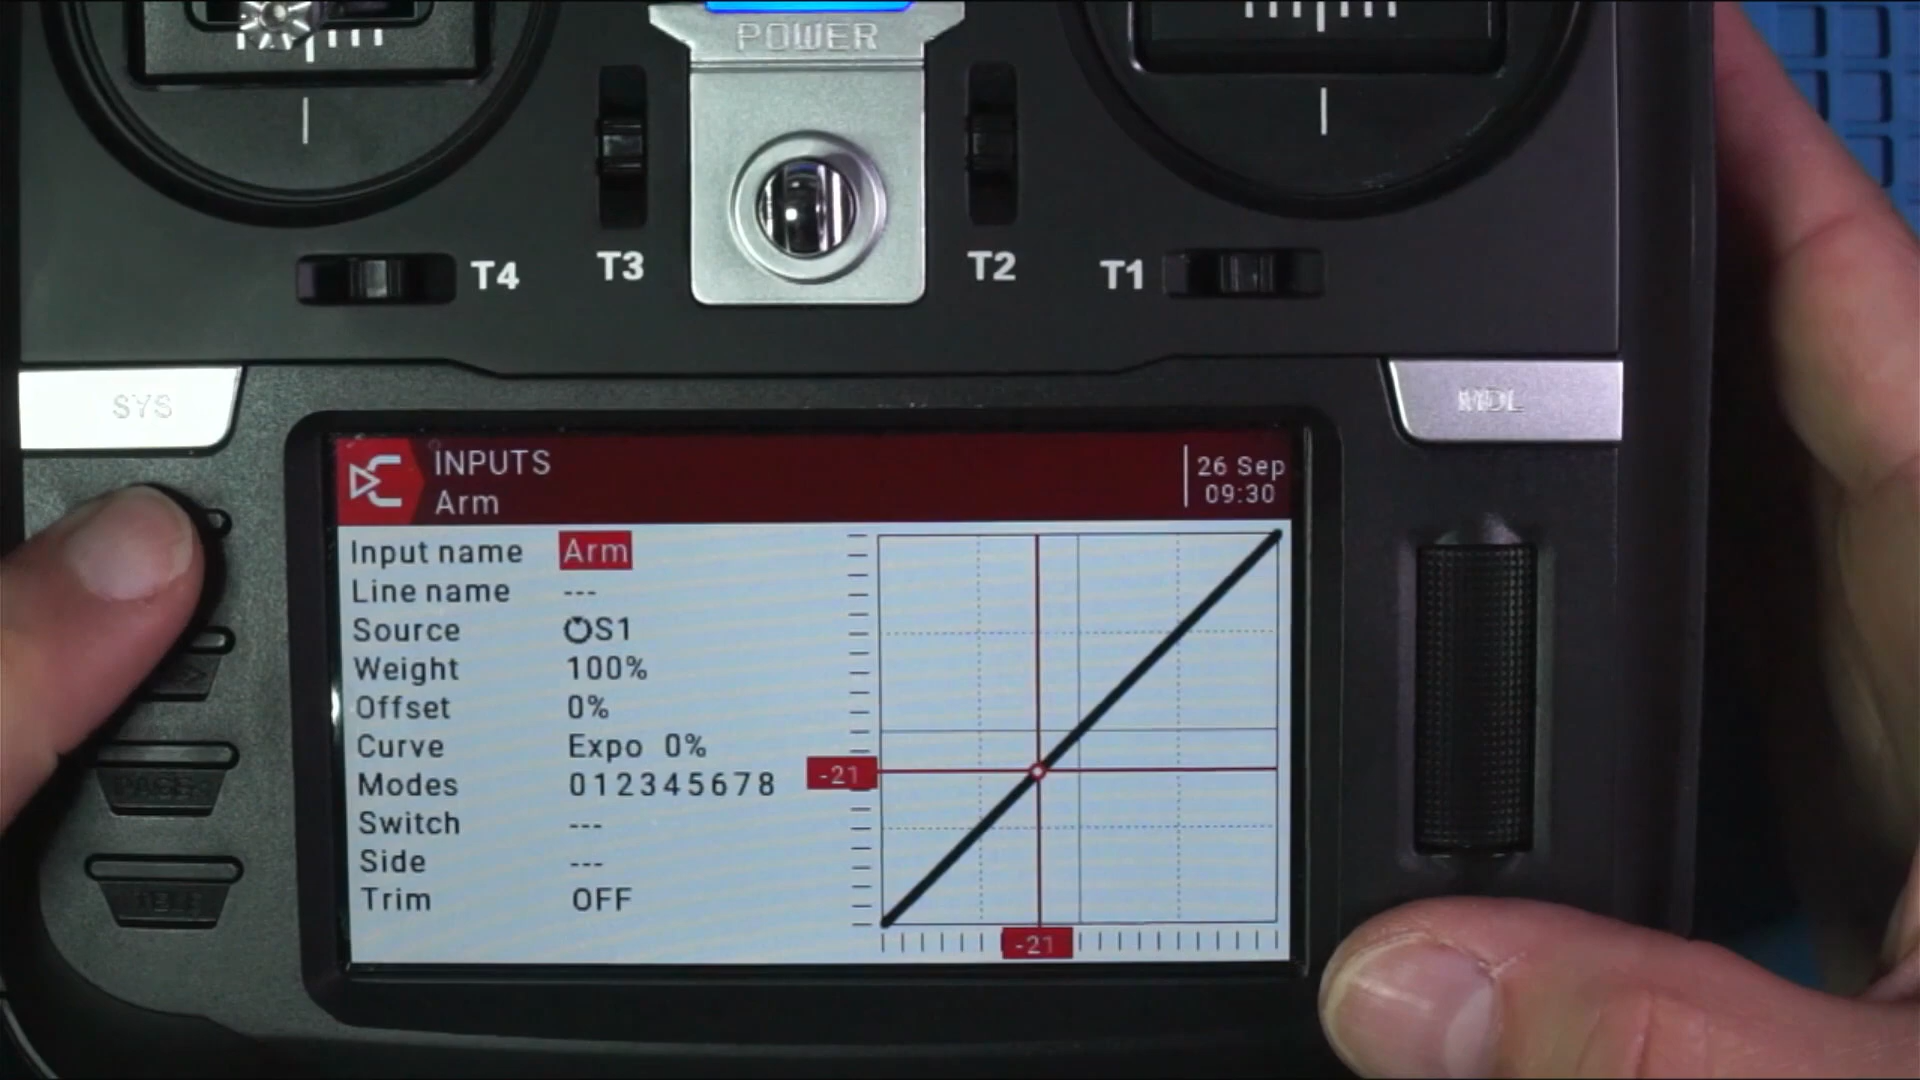 POWER
T4
T3
T2
T1
SYS
MDL
INPUTS
Arm
26 Sep
09:30
Input name Arm
Line name ---
Source S1
Weight 100%
Offset 0%
Curve Expo 0%
Modes 012345678
Switch ---
Side ---
Trim OFF
-21
-21